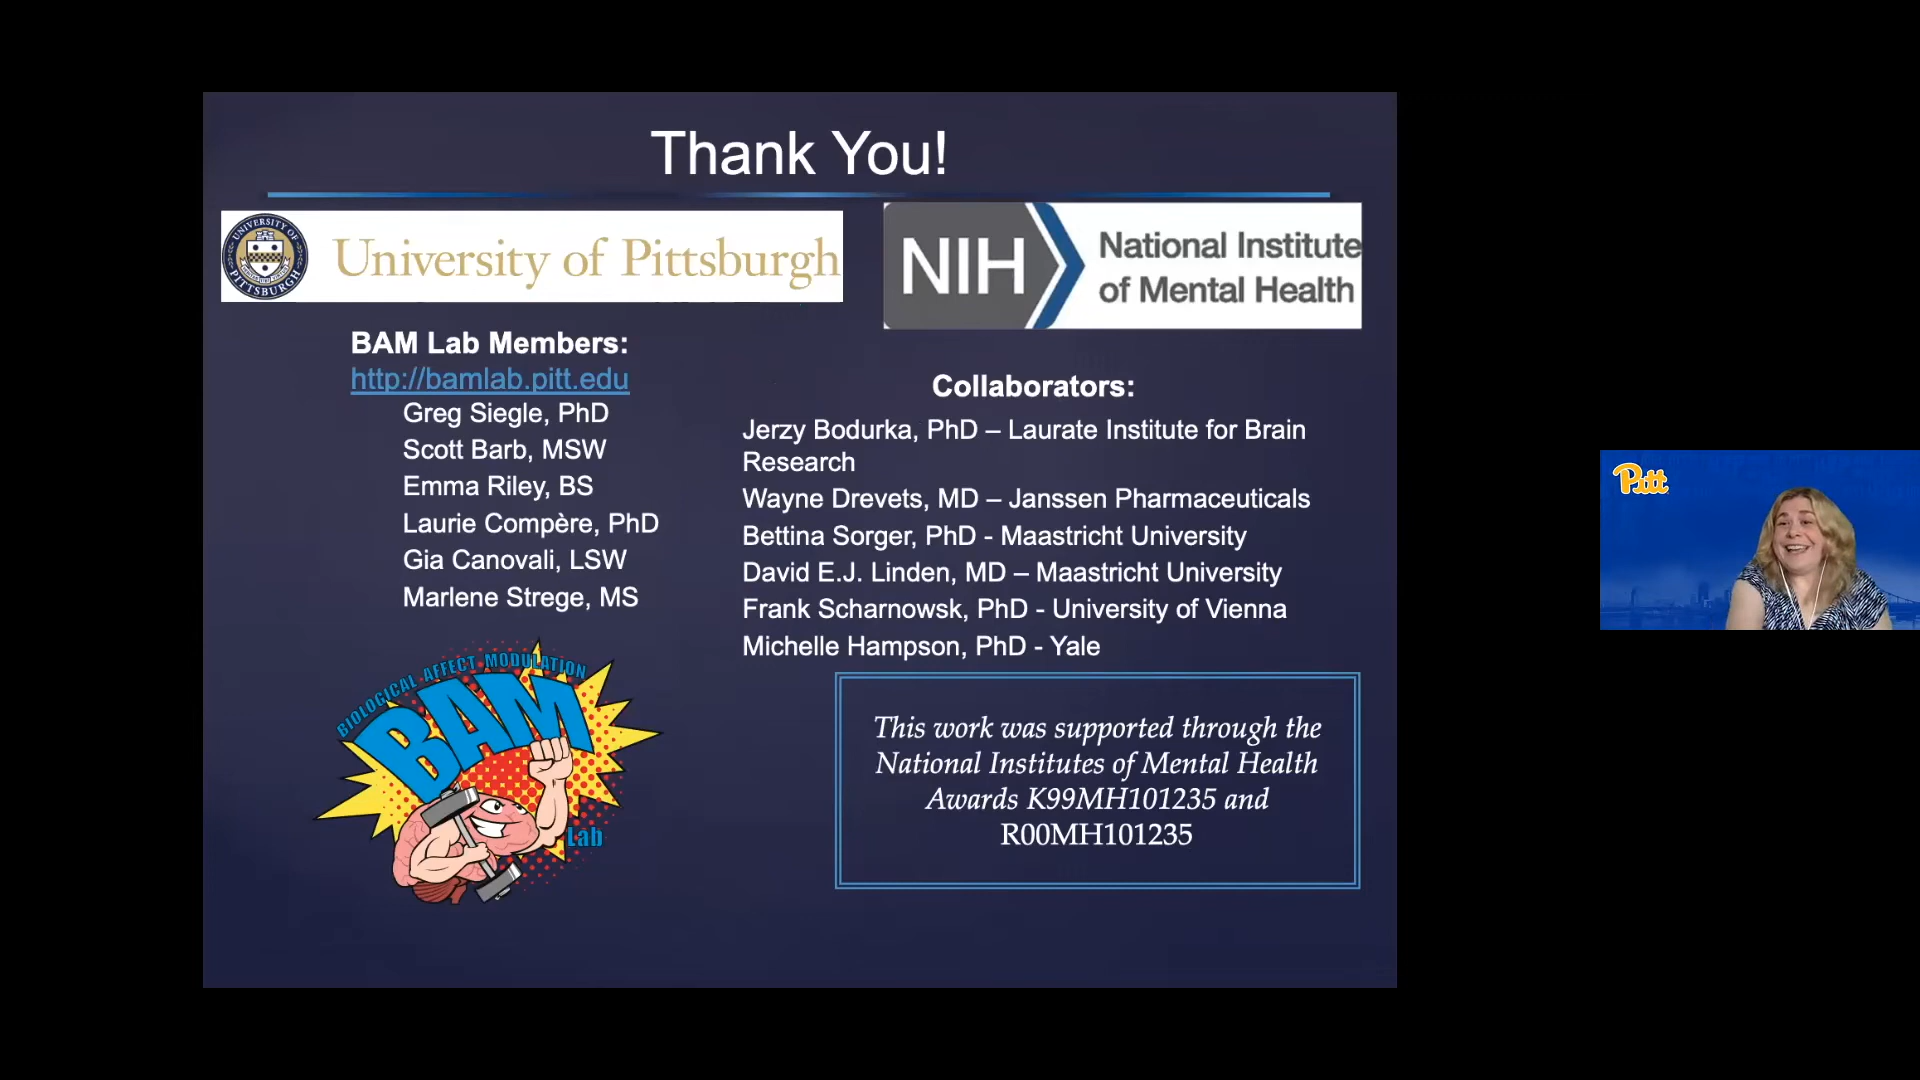 Thank You!
UNIVERSITY OF
PITTSBURGH
University of Pittsburgh
NIH
National Institute
of Mental Health
BAM Lab Members:
http://bamlab.pitt.edu
Greg Siegle, PhD
Scott Barb, MSW
Emma Riley, BS
Laurie Compère, PhD
Gia Canovali, LSW
Marlene Strege, MS
Collaborators:
Jerzy Bodurka, PhD – Laurate Institute for Brain
Research
Wayne Drevets, MD – Janssen Pharmaceuticals
Bettina Sorger, PhD - Maastricht University
David E.J. Linden, MD – Maastricht University
Frank Scharnowsk, PhD - University of Vienna
Michelle Hampson, PhD - Yale
BIOLOGICAL AFFECT MODULATION
BAM
Lab
This work was supported through the
National Institutes of Mental Health
Awards K99MH101235 and
R00MH101235
Pitt